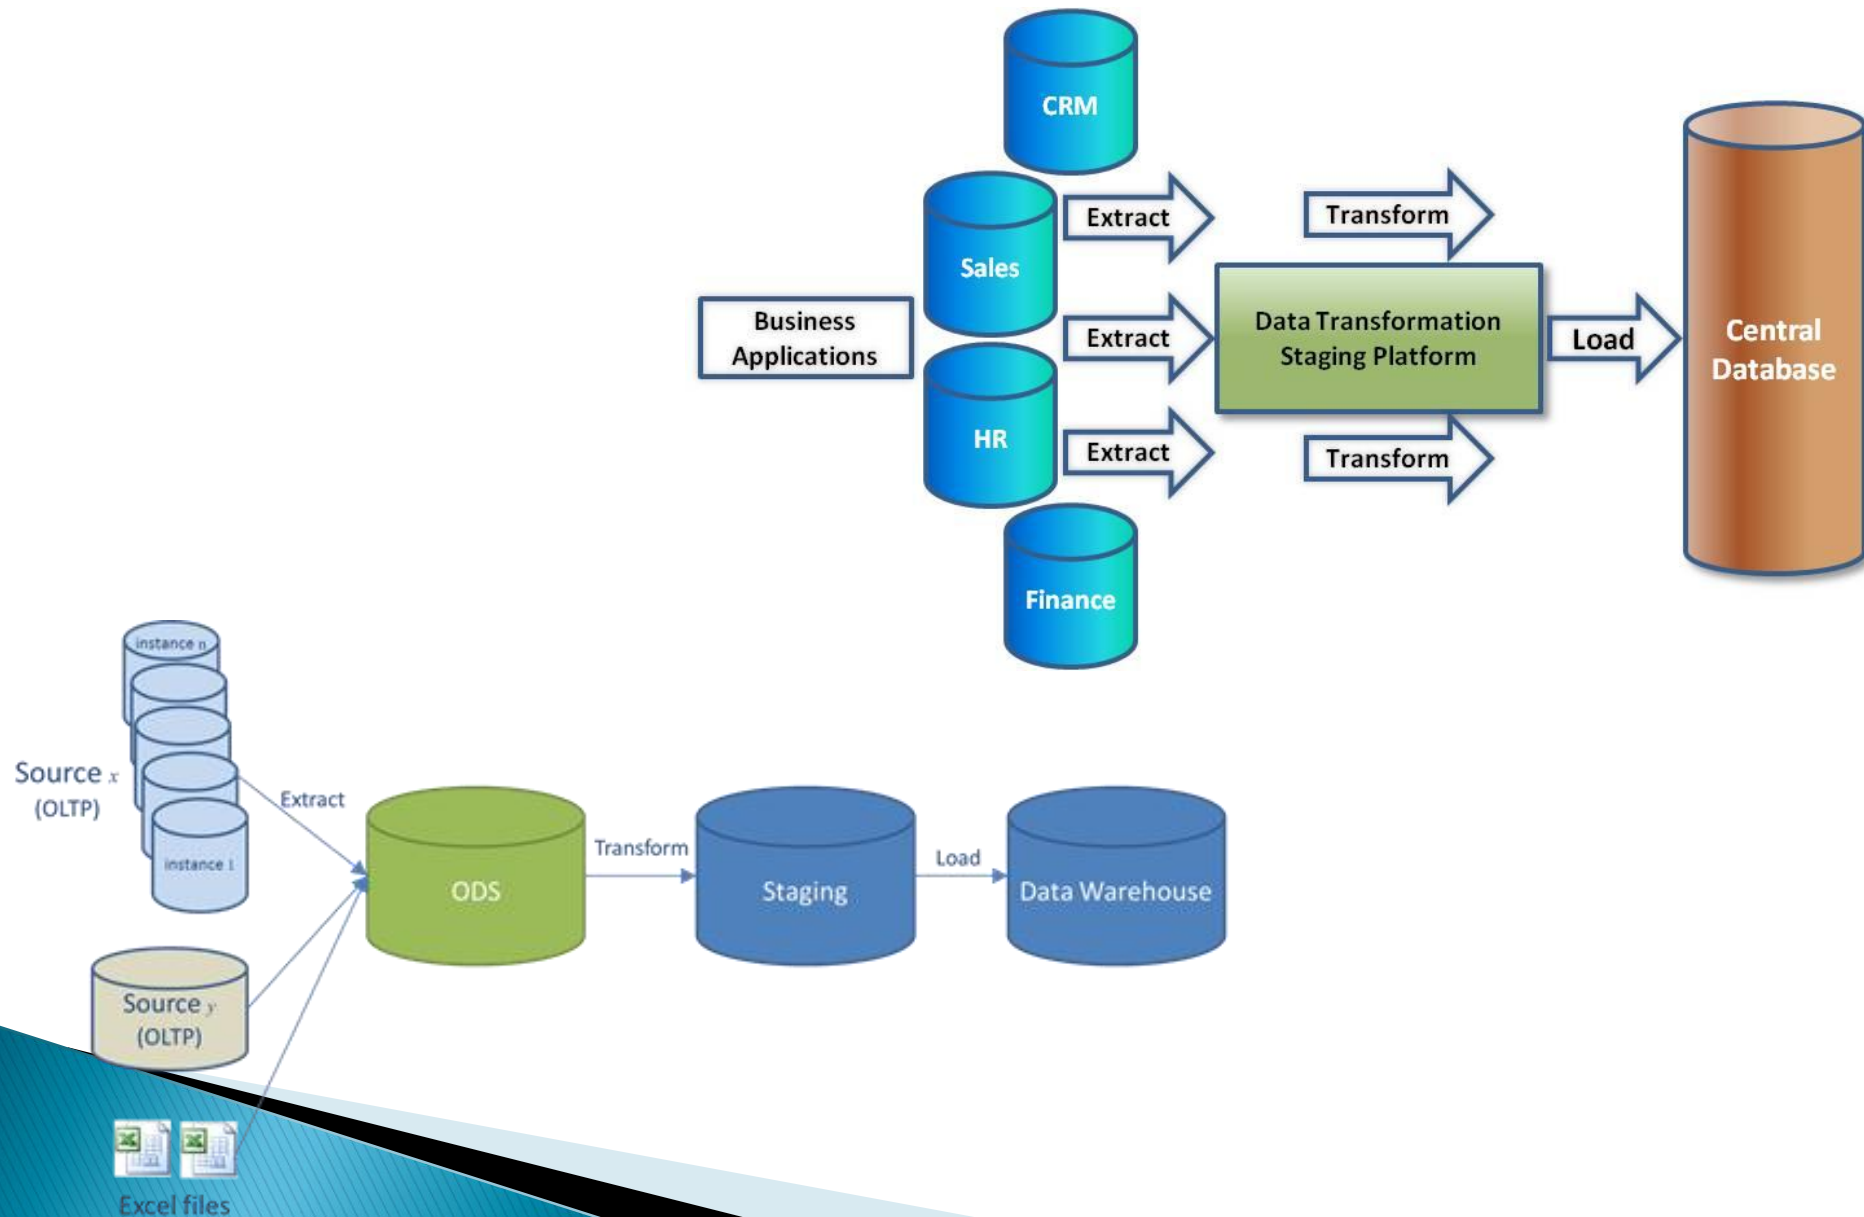 CRM
Extract
Transform
Sales
Business
Applications
Extract
Data Transformation
Staging Platform
Load
Central
Database
HR
Extract
Transform
Finance
instance n
Source x
(OLTP)
Extract
instance 1
ODS
Transform
Staging
Load
Data Warehouse
Source y
(OLTP)
Excel files